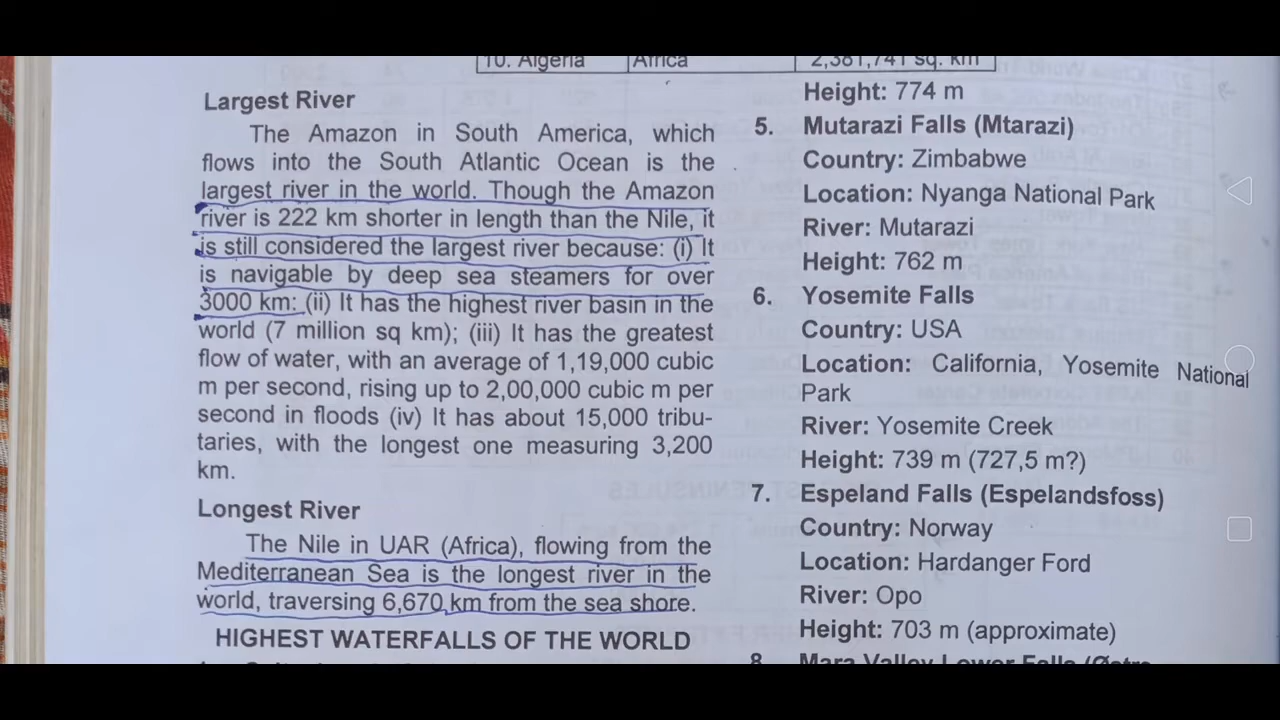 10. Algeria Africa 2,381,741 sq. km
Largest River
The Amazon in South America, which
flows into the South Atlantic Ocean is the
largest river in the world. Though the Amazon
river is 222 km shorter in length than the Nile, it
is still considered the largest river because: (i) It
is navigable by deep sea steamers for over
3000 km: (ii) It has the highest river basin in the
world (7 million sq km); (iii) It has the greatest
flow of water, with an average of 1,19,000 cubic
m per second, rising up to 2,00,000 cubic m per
second in floods (iv) It has about 15,000 tribu-
taries, with the longest one measuring 3,200
km.
Longest River
The Nile in UAR (Africa), flowing from the
Mediterranean Sea is the longest river in the
world, traversing 6,670 km from the sea shore.
HIGHEST WATERFALLS OF THE WORLD
Height: 774 m
5. Mutarazi Falls (Mtarazi)
Country: Zimbabwe
Location: Nyanga National Park
River: Mutarazi
Height: 762 m
6. Yosemite Falls
Country: USA
Location: California, Yosemite National
Park
River: Yosemite Creek
Height: 739 m (727,5 m?)
7. Espeland Falls (Espelandsfoss)
Country: Norway
Location: Hardanger Ford
River: Opo
Height: 703 m (approximate)
8. Mara Valley Lower Falls (Østre